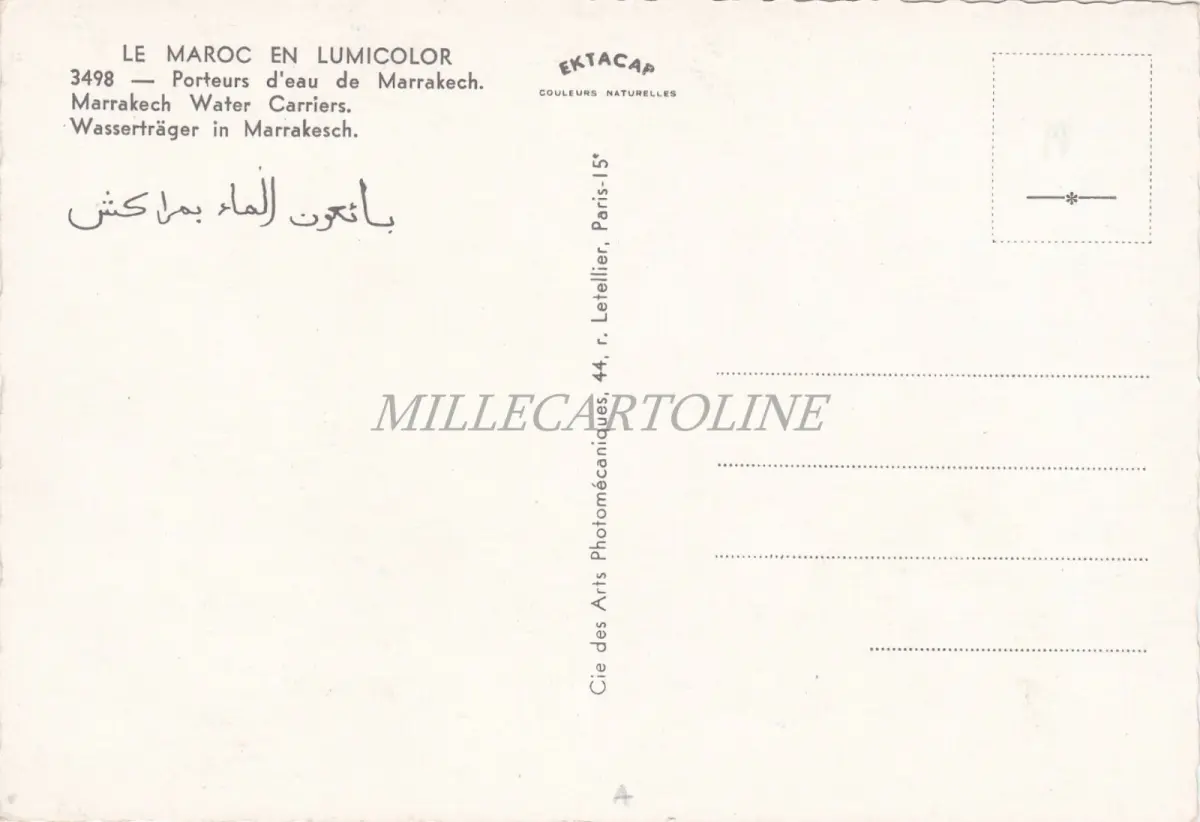 LE MAROC EN LUMICOLOR
3498 — Porteurs d'eau de Marrakech.
Marrakech Water Carriers.
Wasserträger in Marrakesch.
بائعون الماء بمراكش
EKTACAP
COULEURS NATURELLES
Cie des Arts Photomécaniques, 44, r. Letellier, Paris-15e
MILLECARTOLINE
A